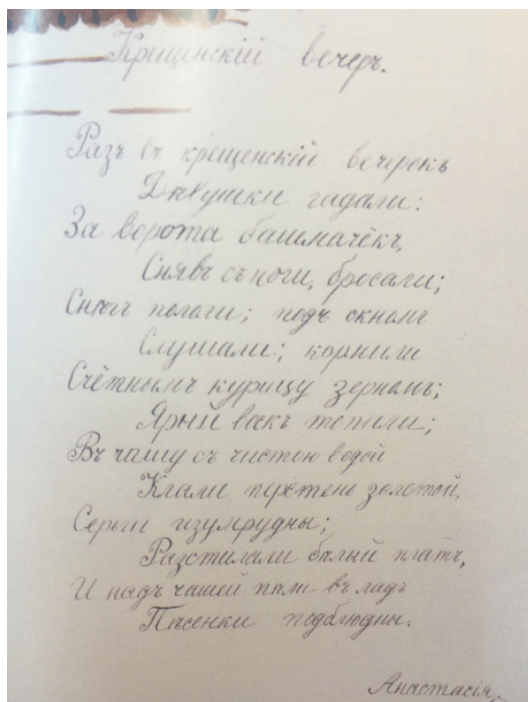 Крещенскій вечеръ.
Разъ въ крещенскій вечерекъ
Дѣвушки гадали:
За ворота башмачёкъ,
Снявъ съ ноги, бросали;
Снѣгъ пололи; подъ окномъ
Слушали; кормили
Счётнымъ курицу зерномъ;
Ярый воскъ топили;
Въ чашу съ чистою водой
Клали перстень золотой,
Серьги изумрудны;
Разстилали бѣлый платъ,
И надъ чашей пѣли въ ладъ
Пѣсенки подблюдны.
Анастасія.